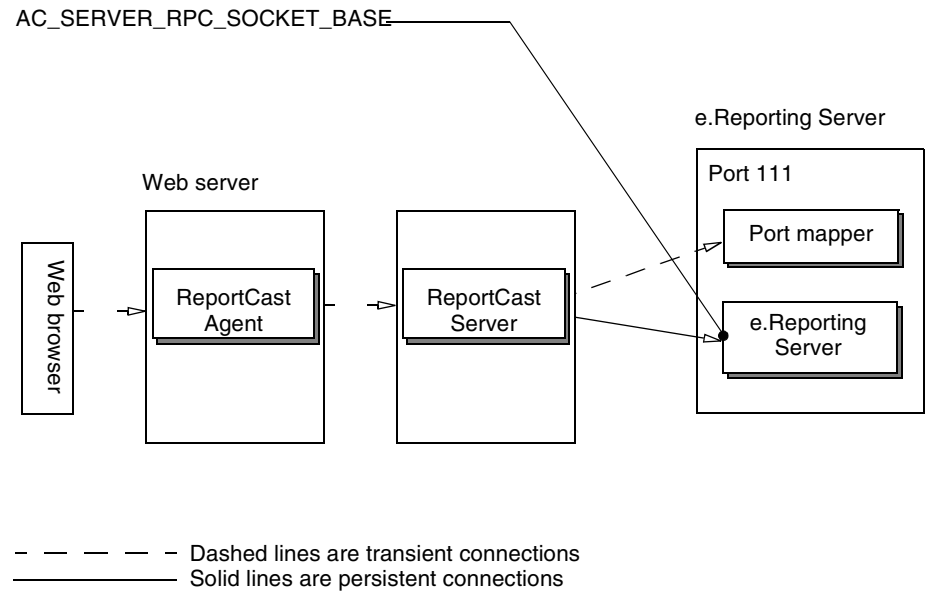 AC_SERVER_RPC_SOCKET_BASE
e.Reporting Server
Port 111
Web server
Port mapper
Web browser
ReportCast
Agent
ReportCast
Server
e.Reporting
Server
Dashed lines are transient connections
Solid lines are persistent connections